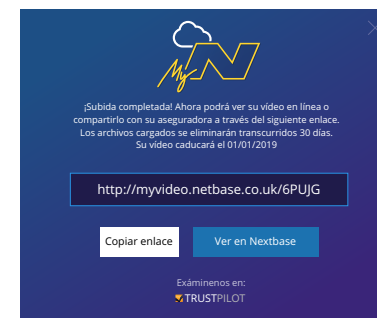 My N
¡Subida completada! Ahora podrá ver su vídeo en línea o
compartirlo con su aseguradora a través del siguiente enlace.
Los archivos cargados se eliminarán transcurridos 30 días.
Su vídeo caducará el 01/01/2019
http://myvideo.netbase.co.uk/6PUJG
Copiar enlace
Ver en Nextbase
Exáminenos en:
TRUSTPILOT